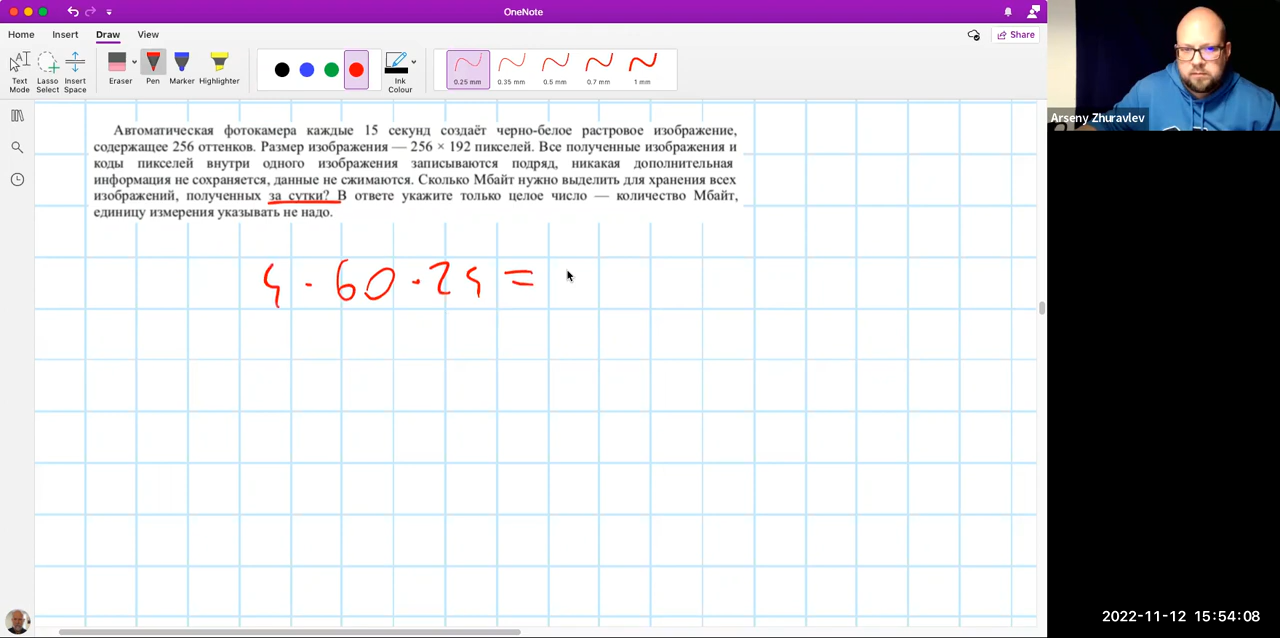 OneNote
Home Insert Draw View
Share
Text Mode
Lasso Select
Insert Space
Eraser
Pen
Marker
Highlighter
Ink Colour
0.25 mm
0.35 mm
0.5 mm
0.7 mm
1 mm
Arseny Zhuravlev
Автоматическая фотокамера каждые 15 секунд создаёт черно-белое растровое изображение,
содержащее 256 оттенков. Размер изображения — 256 × 192 пикселей. Все полученные изображения и
коды пикселей внутри одного изображения записываются подряд, никакая дополнительная
информация не сохраняется, данные не сжимаются. Сколько Мбайт нужно выделить для хранения всех
изображений, полученных за сутки? В ответе укажите только целое число — количество Мбайт,
единицу измерения указывать не надо.
4 · 60 · 24 =
2022-11-12 15:54:08